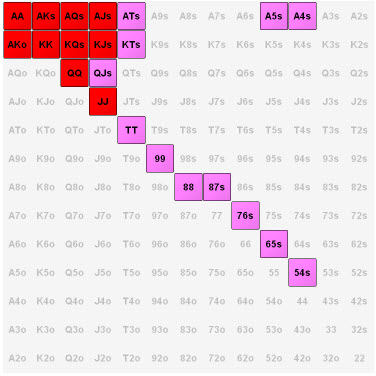 AA AKs AQs AJs ATs A9s A8s A7s A6s A5s A4s A3s A2s
AKo KK KQs KJs KTs K9s K8s K7s K6s K5s K4s K3s K2s
AQo KQo QQ QJs QTs Q9s Q8s Q7s Q6s Q5s Q4s Q3s Q2s
AJo KJo QJo JJ JTs J9s J8s J7s J6s J5s J4s J3s J2s
ATo KTo QTo JTo TT T9s T8s T7s T6s T5s T4s T3s T2s
A9o K9o Q9o J9o T9o 99 98s 97s 96s 95s 94s 93s 92s
A8o K8o Q8o J8o T8o 98o 88 87s 86s 85s 84s 83s 82s
A7o K7o Q7o J7o T7o 97o 87o 77 76s 75s 74s 73s 72s
A6o K6o Q6o J6o T6o 96o 86o 76o 66 65s 64s 63s 62s
A5o K5o Q5o J5o T5o 95o 85o 75o 65o 55 54s 53s 52s
A4o K4o Q4o J4o T4o 94o 84o 74o 64o 54o 44 43s 42s
A3o K3o Q3o J3o T3o 93o 83o 73o 63o 53o 43o 33 32s
A2o K2o Q2o J2o T2o 92o 82o 72o 62o 52o 42o 32o 22